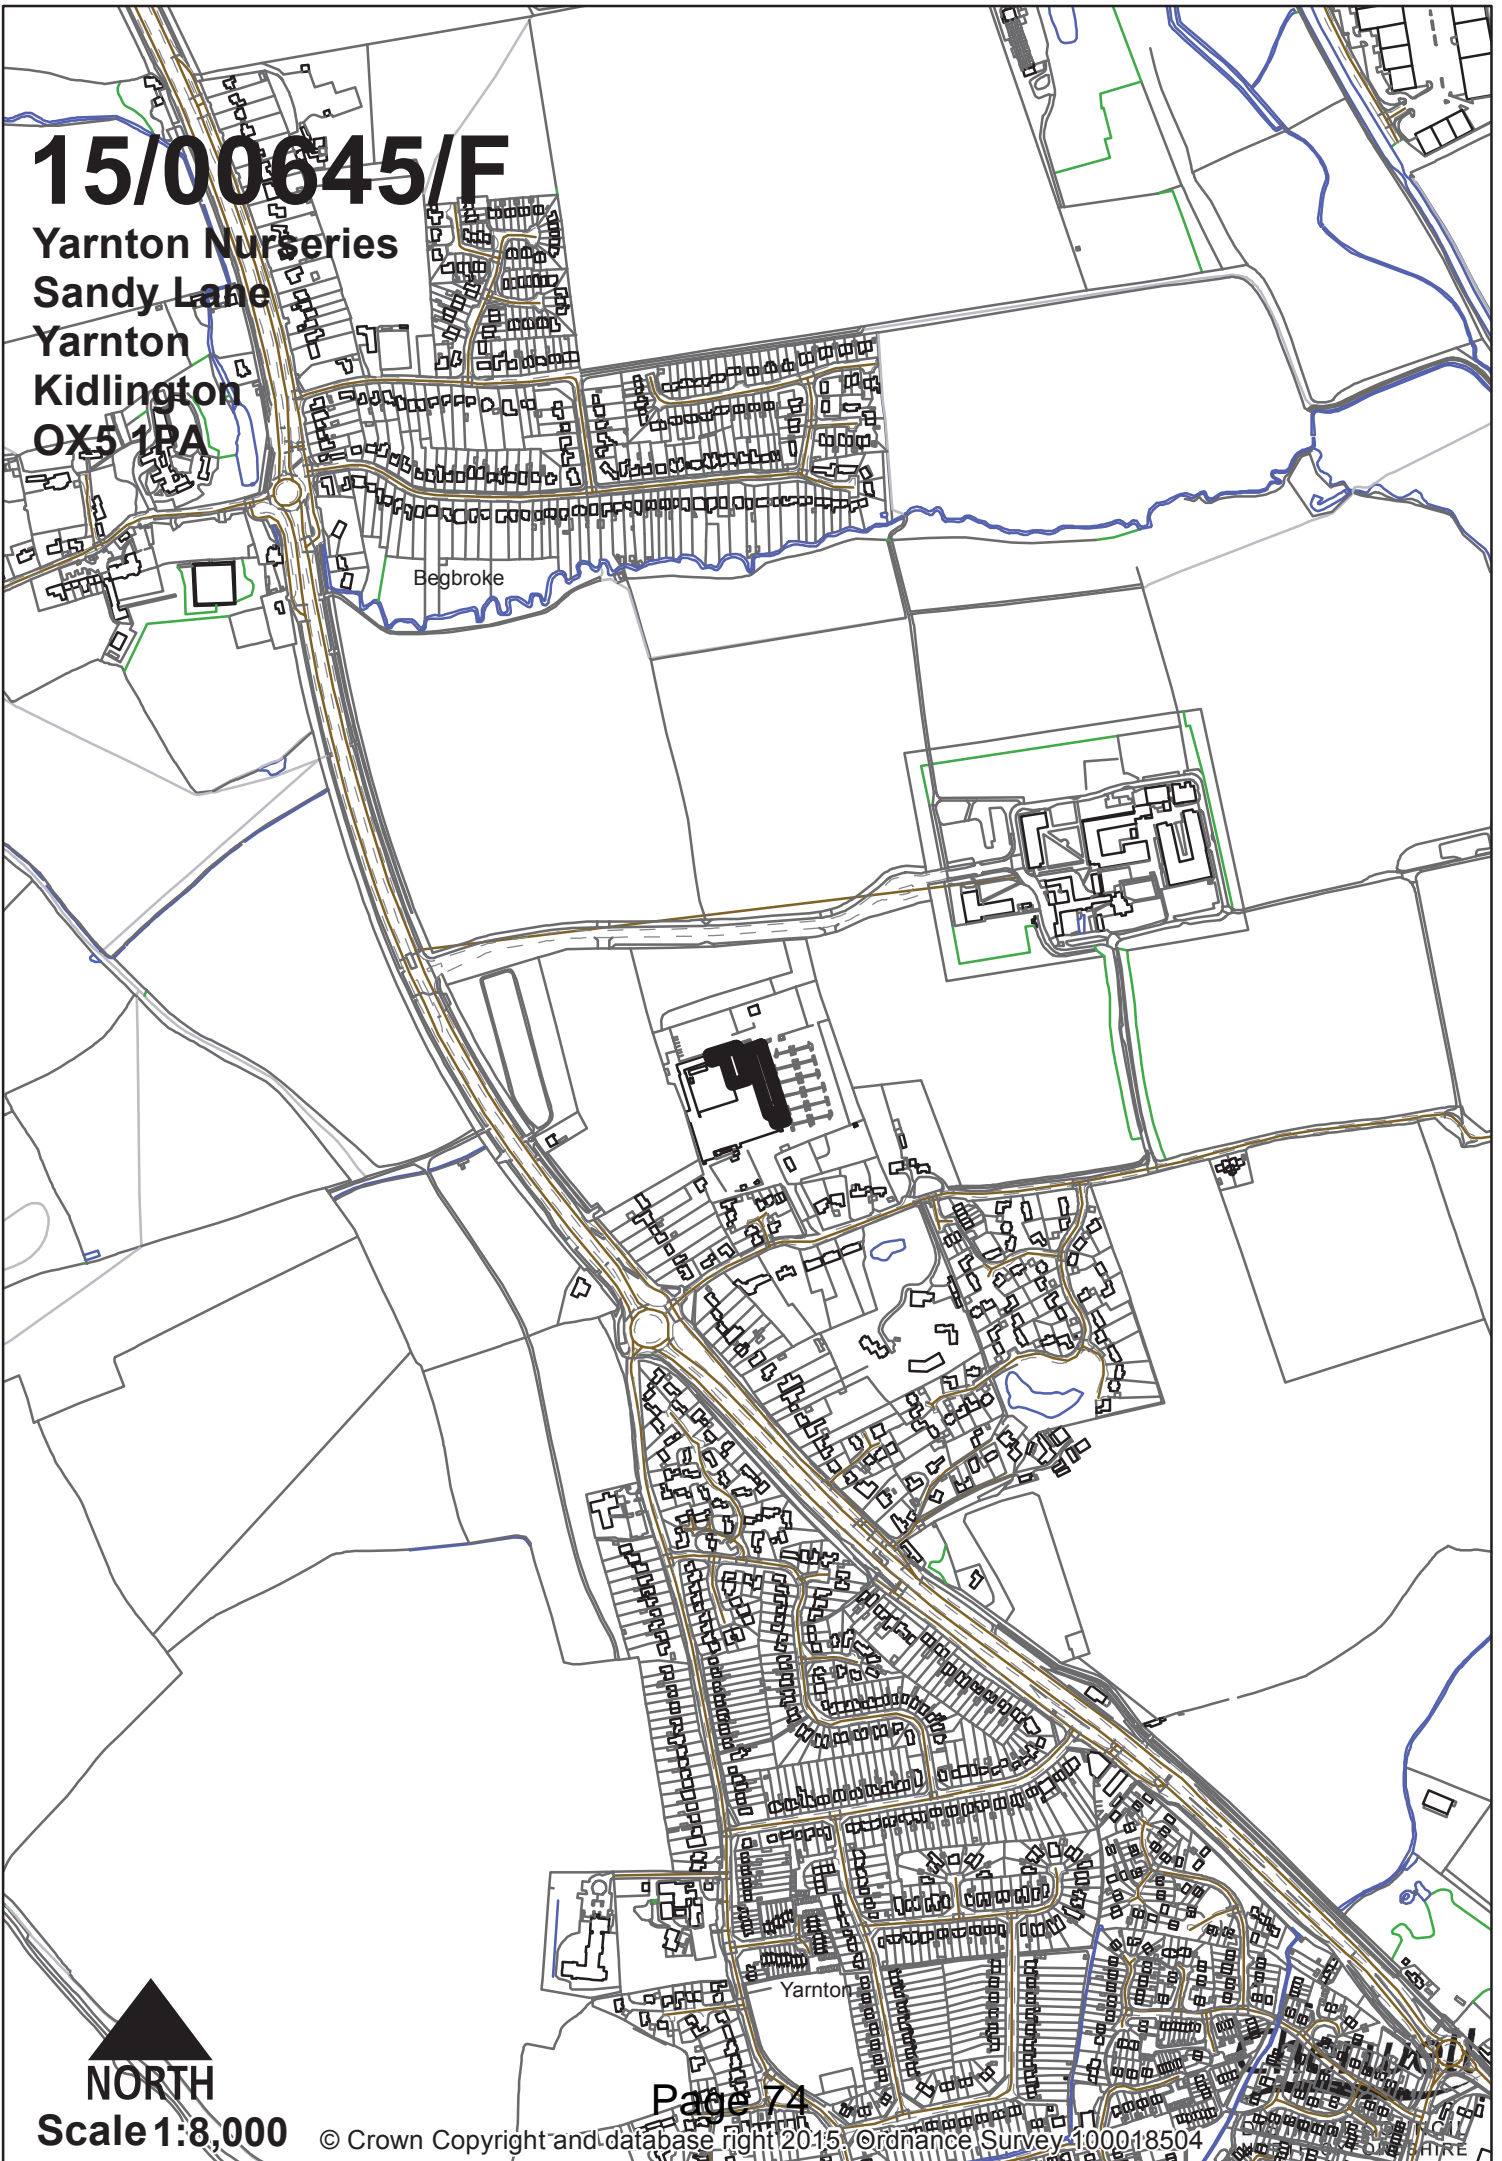 15/00645/F
Yarnton Nurseries
Sandy Lane
Yarnton
Kidlington
OX5 1PA
Begbroke
Yarnton
NORTH
Scale 1:8,000
Page 74
© Crown Copyright and database right 2015. Ordnance Survey 100018504